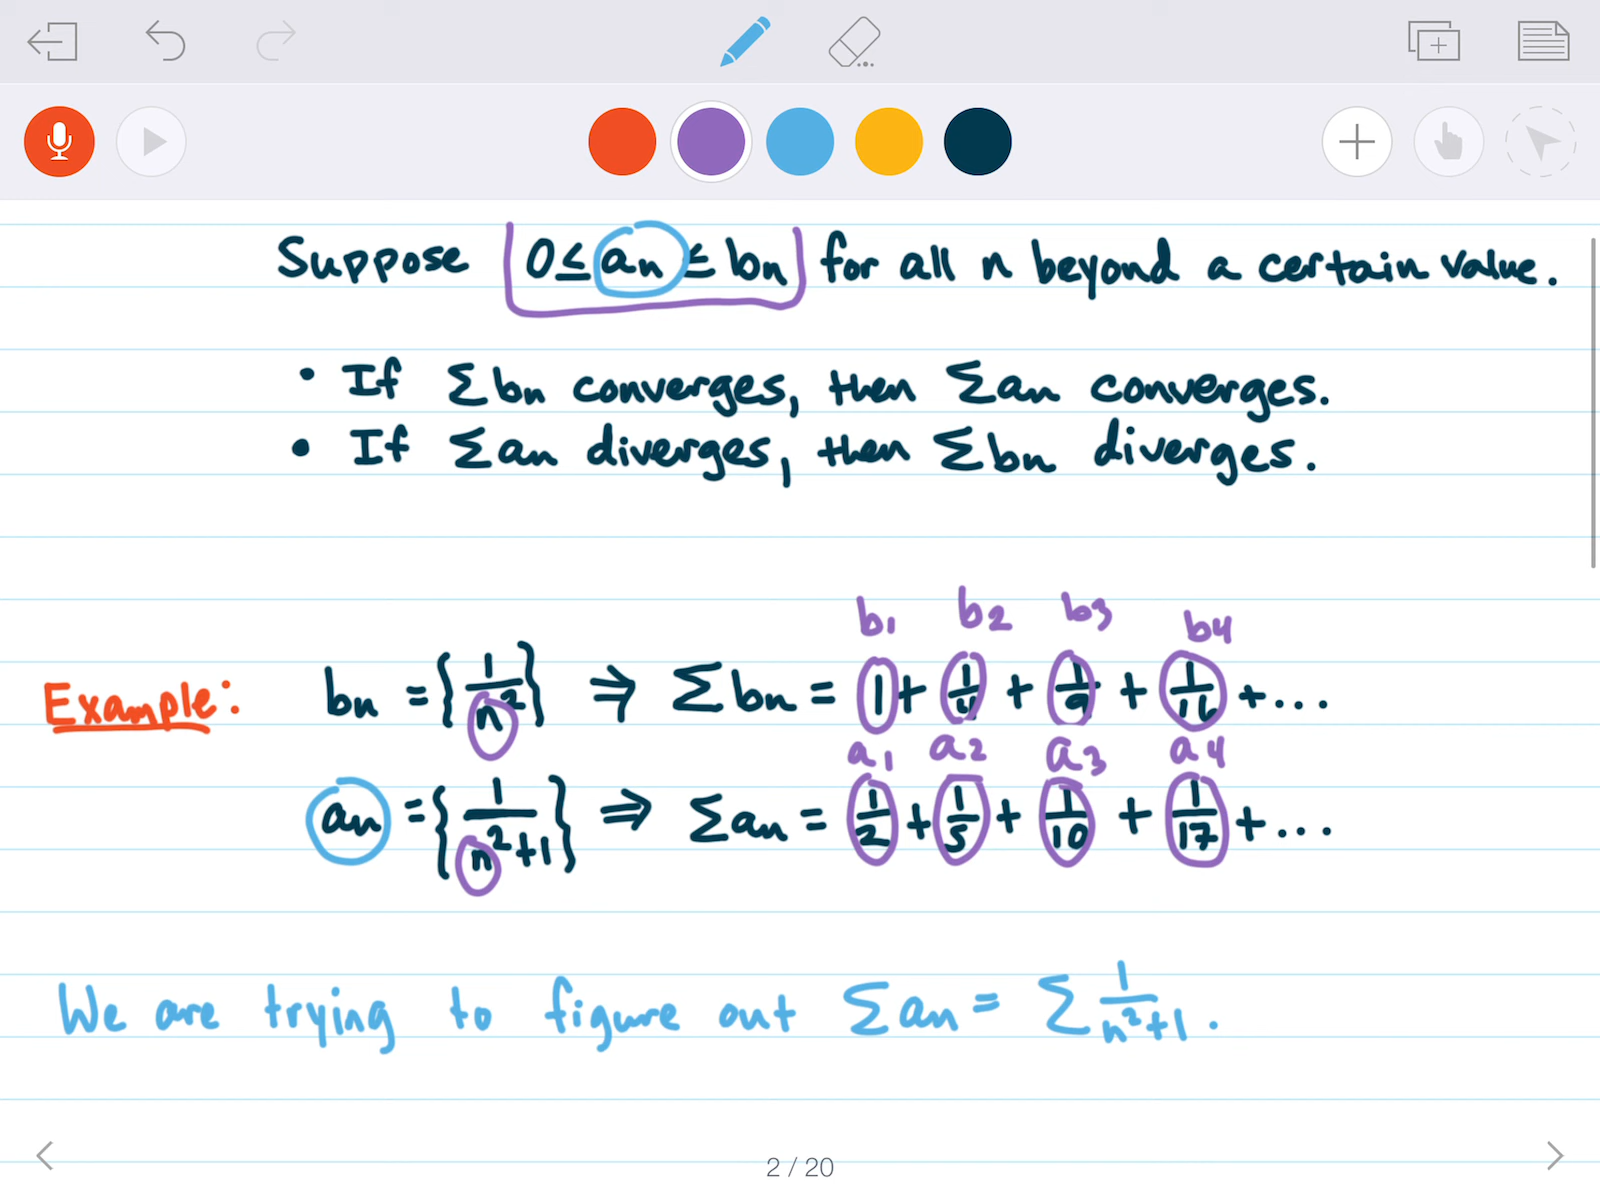 Suppose 0 ≤ an ≤ bn for all n beyond a certain value.
• If Σbn converges, then Σan converges.
• If Σan diverges, then Σbn diverges.
b1 b2 b3 b4
Example: bn = {1/n²} ⇒ Σbn = 1 + 1/4 + 1/9 + 1/16 + ...
a1 a2 a3 a4
an = {1/n²+1} ⇒ Σan = 1/2 + 1/5 + 1/10 + 1/17 + ...
We are trying to figure out Σan = Σ 1/n²+1.
2 / 20